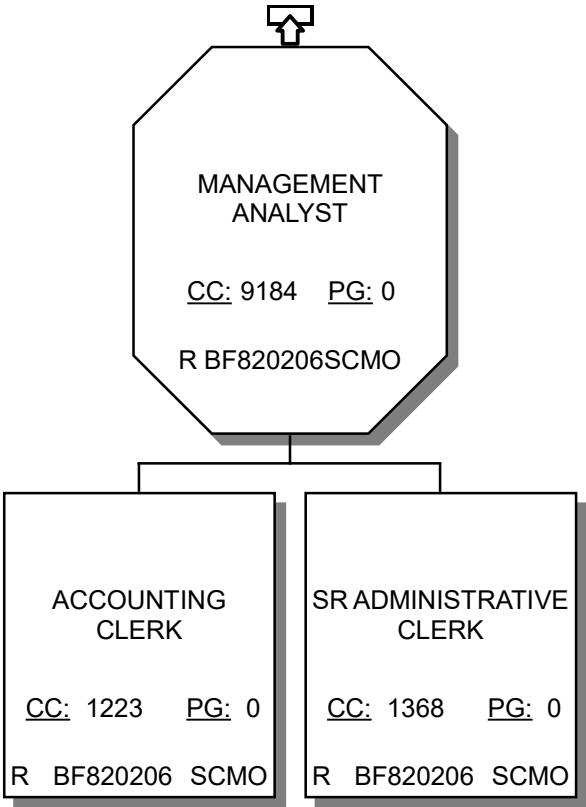 MANAGEMENT
ANALYST
CC: 9184 PG: 0
R BF820206SCMO
ACCOUNTING
CLERK
CC: 1223 PG: 0
R BF820206 SCMO
SR ADMINISTRATIVE
CLERK
CC: 1368 PG: 0
R BF820206 SCMO